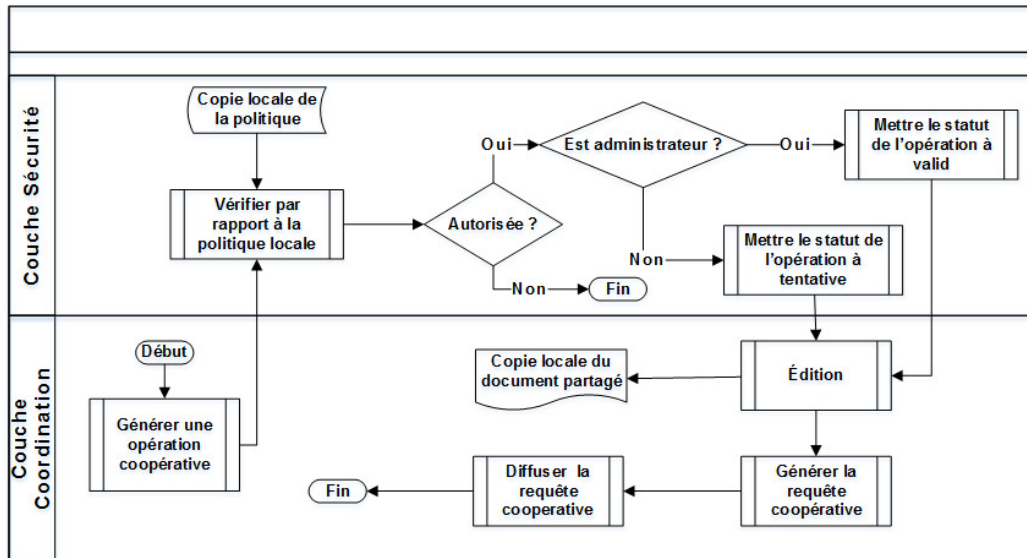 Couche Sécurité
Copie locale de
la politique
Vérifier par
rapport à la
politique locale
Autorisée ?
Oui
Non
Fin
Est administrateur ?
Oui
Non
Mettre le statut
de l'opération à
valid
Mettre le statut de
l'opération à
tentative
Couche
Coordination
Début
Générer une
opération
coopérative
Copie locale du
document partagé
Édition
Générer la
requête
coopérative
Diffuser la
requête
cooperative
Fin